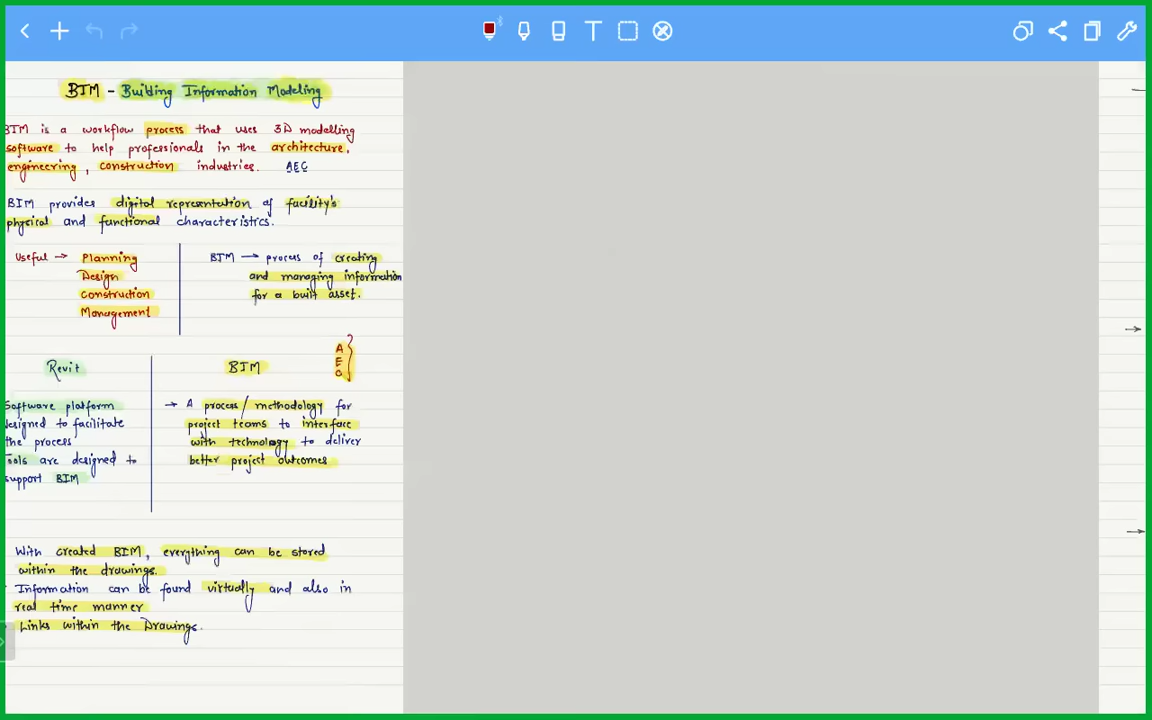 BIM - Building Information Modeling
BIM is a workflow process that uses 3D modelling
software to help professionals in the architecture,
engineering, construction industries. AEC
BIM provides digital representation of facility's
physical and functional characteristics.
Useful → Planning
Design
Construction
Management
BIM → process of creating
and managing information
for a built asset.
Revit
Software platform
designed to facilitate
the process
Tools are designed to
support BIM
BIM
A
E
C
→ A process/methodology for
project teams to interface
with technology to deliver
better project outcomes
With created BIM, everything can be stored
within the drawings.
Information can be found virtually and also in
real time manner
Links within the Drawings.